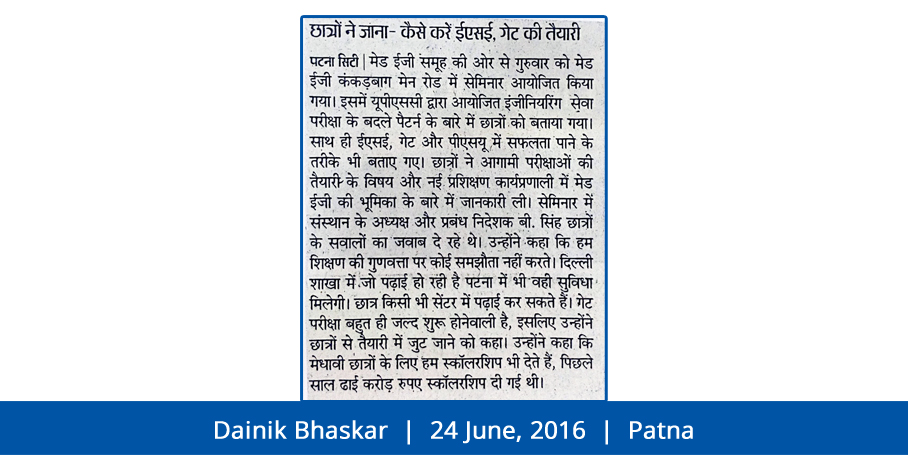 छात्रों ने जाना- कैसे करें ईएसई, गेट की तैयारी
पटना सिटी | मेड ईजी समूह की ओर से गुरुवार को मेड
ईजी कंकड़बाग मेन रोड में सेमिनार आयोजित किया
गया। इसमें यूपीएससी द्वारा आयोजित इंजीनियरिंग सेवा
परीक्षा के बदले पैटर्न के बारे में छात्रों को बताया गया।
साथ ही ईएसई, गेट और पीएसयू में सफलता पाने के
तरीके भी बताए गए। छात्रों ने आगामी परीक्षाओं की
तैयारी के विषय और नई प्रशिक्षण कार्यप्रणाली में मेड
ईजी की भूमिका के बारे में जानकारी ली। सेमिनार में
संस्थान के अध्यक्ष और प्रबंध निदेशक बी. सिंह छात्रों
के सवालों का जवाब दे रहे थे। उन्होंने कहा कि हम
शिक्षण की गुणवत्ता पर कोई समझौता नहीं करते। दिल्ली
शाखा में जो पढ़ाई हो रही है पटना में भी वही सुविधा
मिलेगी। छात्र किसी भी सेंटर में पढ़ाई कर सकते हैं। गेट
परीक्षा बहुत ही जल्द शुरू होनेवाली है, इसलिए उन्होंने
छात्रों से तैयारी में जुट जाने को कहा। उन्होंने कहा कि
मेधावी छात्रों के लिए हम स्कॉलरशिप भी देते हैं, पिछले
साल ढाई करोड़ रुपए स्कॉलरशिप दी गई थी।
Dainik Bhaskar | 24 June, 2016 | Patna